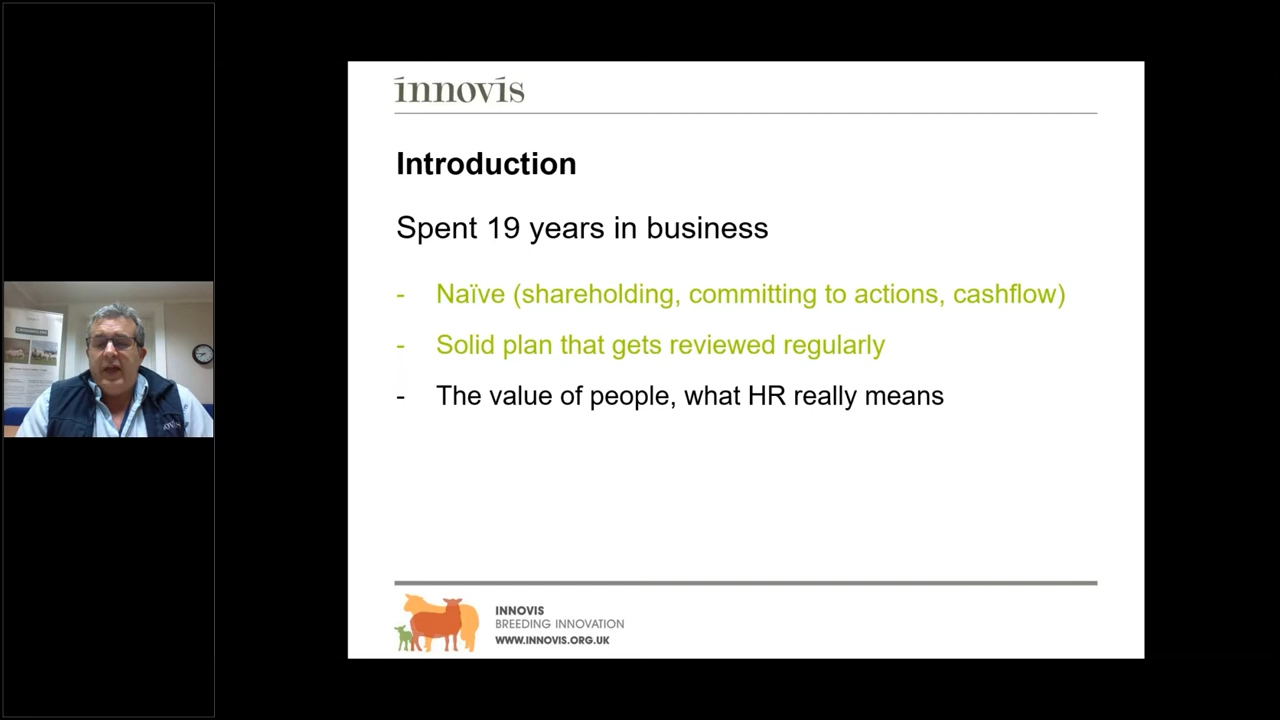 ínnovís
Introduction
Spent 19 years in business
- Naïve (shareholding, committing to actions, cashflow)
- Solid plan that gets reviewed regularly
- The value of people, what HR really means
INNOVIS
BREEDING INNOVATION
WWW.INNOVIS.ORG.UK